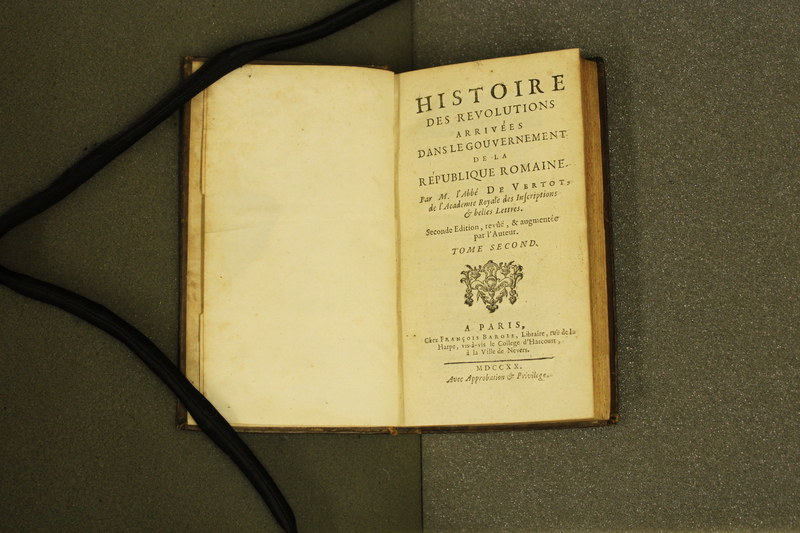 HISTOIRE
DES REVOLUTIONS
ARRIVÉES
DANS LE GOUVERNEMENT
DE LA
RÉPUBLIQUE ROMAINE.
Par M. l'Abbé DE VERTOT,
de l'Academie Royale des Inscriptions
& belles Lettres.
Seconde Edition, revûë, & augmentée
par l'Auteur.
TOME SECOND.
A PARIS,
Chez FRANÇOIS BAROIS, Libraire, ruë de la
Harpe, vis-à-vis le College d'Harcourt,
à la Ville de Nevers.
MDCCXX.
Avec Approbation & Privilege.